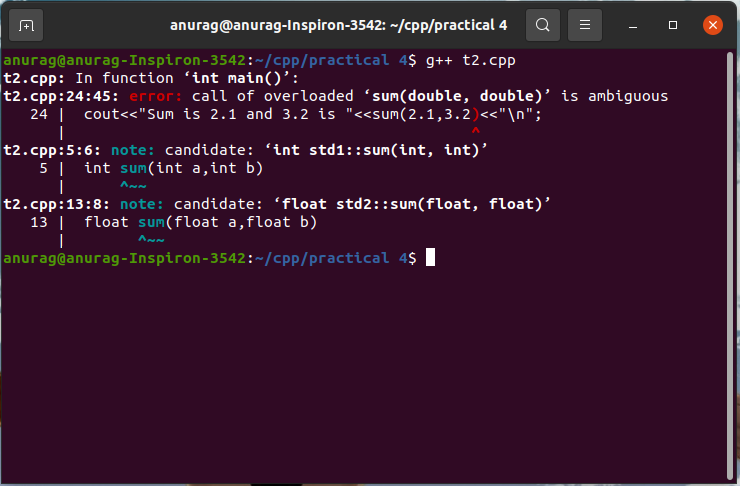 anurag@anurag-Inspiron-3542: ~/cpp/practical 4
anurag@anurag-Inspiron-3542:~/cpp/practical 4$ g++ t2.cpp
t2.cpp: In function ‘int main()’:
t2.cpp:24:45: error: call of overloaded ‘sum(double, double)’ is ambiguous
   24 |  cout<<"Sum is 2.1 and 3.2 is "<<sum(2.1,3.2)<<"\n";
      |                                             ^
t2.cpp:5:6: note: candidate: ‘int std1::sum(int, int)’
    5 |  int sum(int a,int b)
      |      ^~~
t2.cpp:13:8: note: candidate: ‘float std2::sum(float, float)’
   13 |  float sum(float a,float b)
      |        ^~~
anurag@anurag-Inspiron-3542:~/cpp/practical 4$